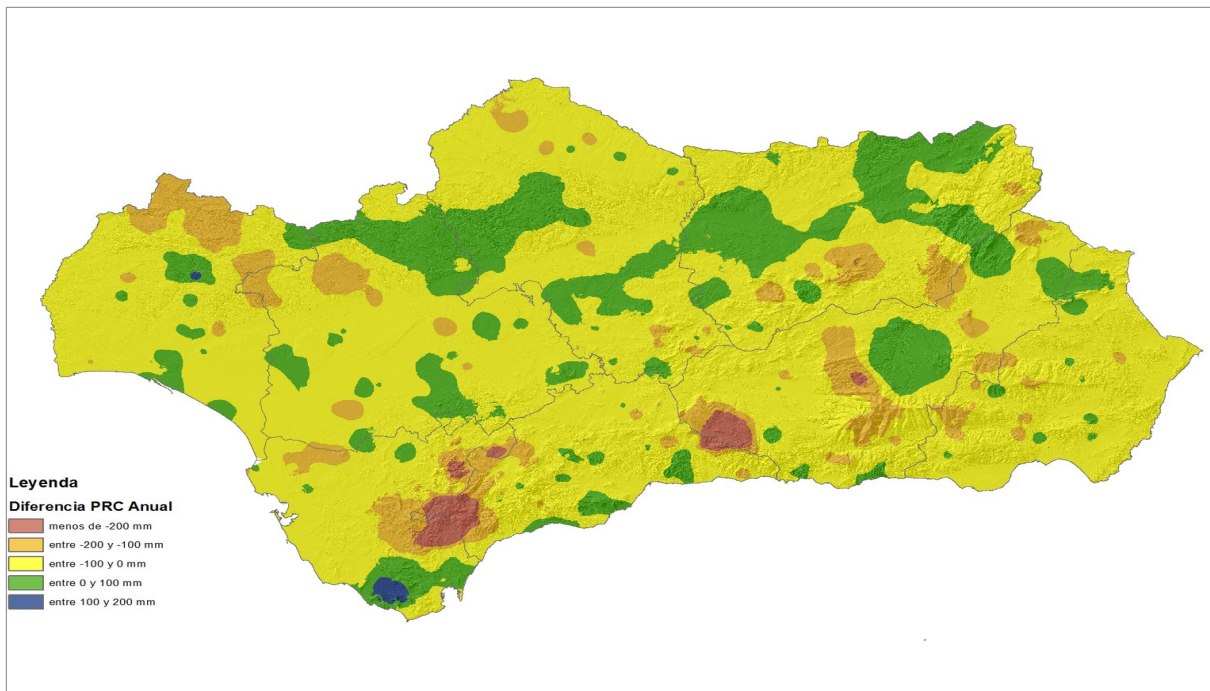 Leyenda
Diferencia PRC Anual
menos de -200 mm
entre -200 y -100 mm
entre -100 y 0 mm
entre 0 y 100 mm
entre 100 y 200 mm